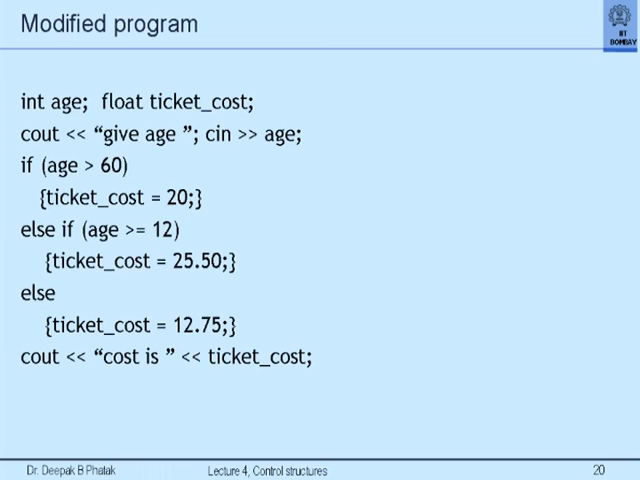 Modified program
IIT
BOMBAY
int age;  float ticket_cost;
cout << “give age ”; cin >> age;
if (age > 60)
{ticket_cost = 20;}
else if (age >= 12)
{ticket_cost = 25.50;}
else
{ticket_cost = 12.75;}
cout << “cost is ” << ticket_cost;
Dr. Deepak B Phatak
Lecture 4, Control structures
20